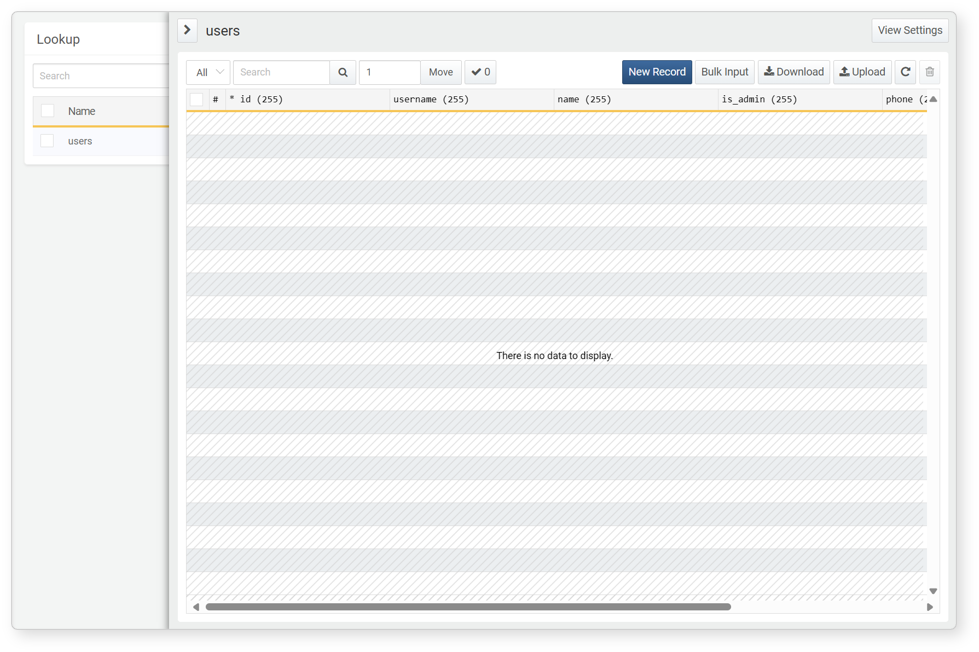 Lookup
Search
Name
users
users
View Settings
All
Search
1
Move
0
New Record
Bulk Input
Download
Upload
# * id (255) username (255) name (255) is_admin (255) phone (2
There is no data to display.